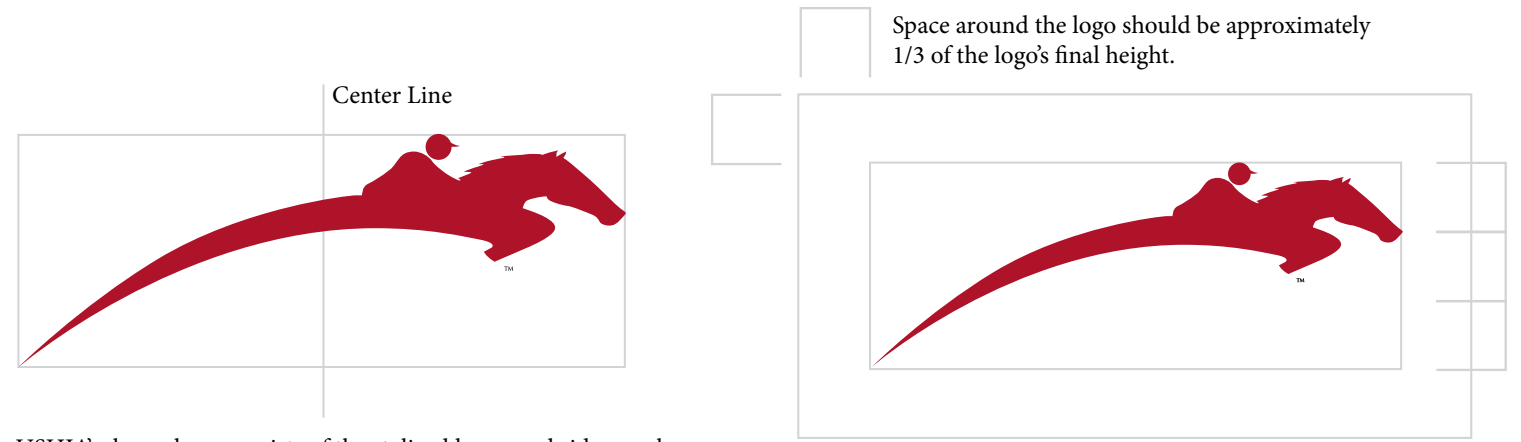 Space around the logo should be approximately
1/3 of the logo’s final height.
Center Line
TM
TM